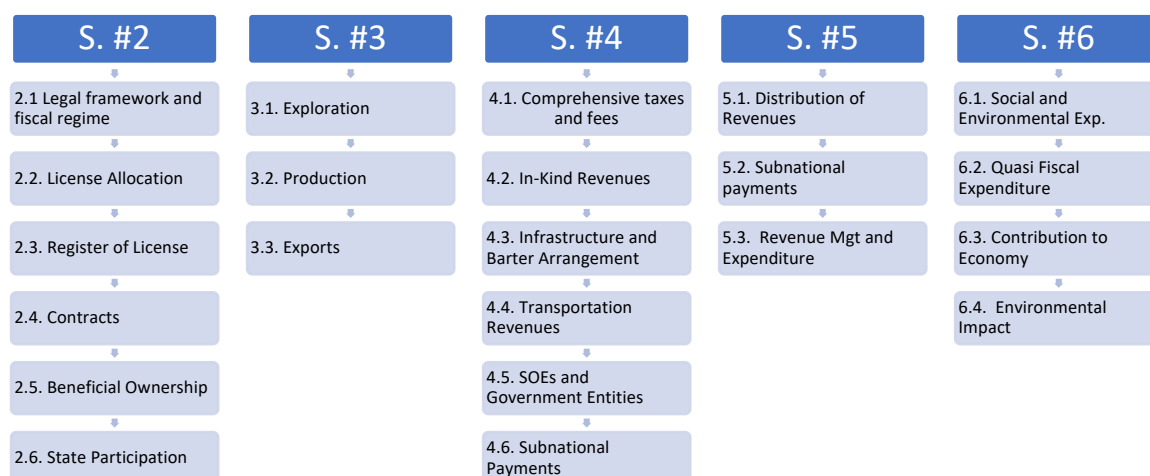 S. #2
2.1 Legal framework and
fiscal regime
2.2. License Allocation
2.3. Register of License
2.4. Contracts
2.5. Beneficial Ownership
2.6. State Participation
S. #3
3.1. Exploration
3.2. Production
3.3. Exports
S. #4
4.1. Comprehensive taxes
and fees
4.2. In-Kind Revenues
4.3. Infrastructure and
Barter Arrangement
4.4. Transportation
Revenues
4.5. SOEs and
Government Entities
4.6. Subnational
Payments
S. #5
5.1. Distribution of
Revenues
5.2. Subnational
payments
5.3. Revenue Mgt and
Expenditure
S. #6
6.1. Social and
Environmental Exp.
6.2. Quasi Fiscal
Expenditure
6.3. Contribution to
Economy
6.4. Environmental
Impact